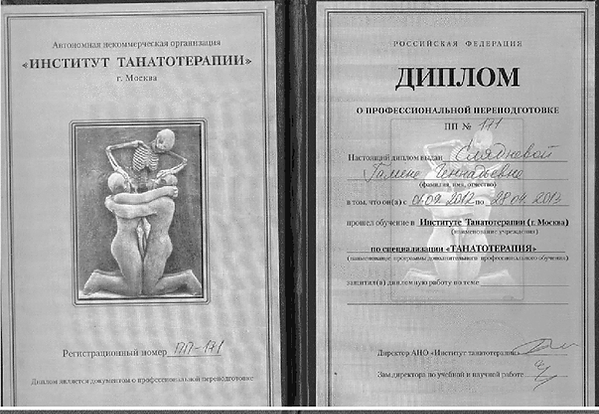 Автономная некоммерческая организация
«ИНСТИТУТ ТАНАТОТЕРАПИИ»
г. Москва
Регистрационный номер ПП-171
Диплом является документом о профессиональной переподготовке
РОССИЙСКАЯ ФЕДЕРАЦИЯ
ДИПЛОМ
О ПРОФЕССИОНАЛЬНОЙ ПЕРЕПОДГОТОВКЕ
ПП № 171
Настоящий диплом выдан Слядневой
Геннадьевне
(фамилия, имя, отчество)
в том, что он(а) с 01.09.2012 по 28.04.2013
прошел обучение в Институте Танатотерапии (г. Москва)
(наименование учреждения)
по специализации «ТАНАТОТЕРАПИЯ»
(наименование программы дополнительного профессионального обучения)
защитил(а) дипломную работу по теме
Директор АНО «Институт танатотерапии»
Зам директора по учебной и научной работе